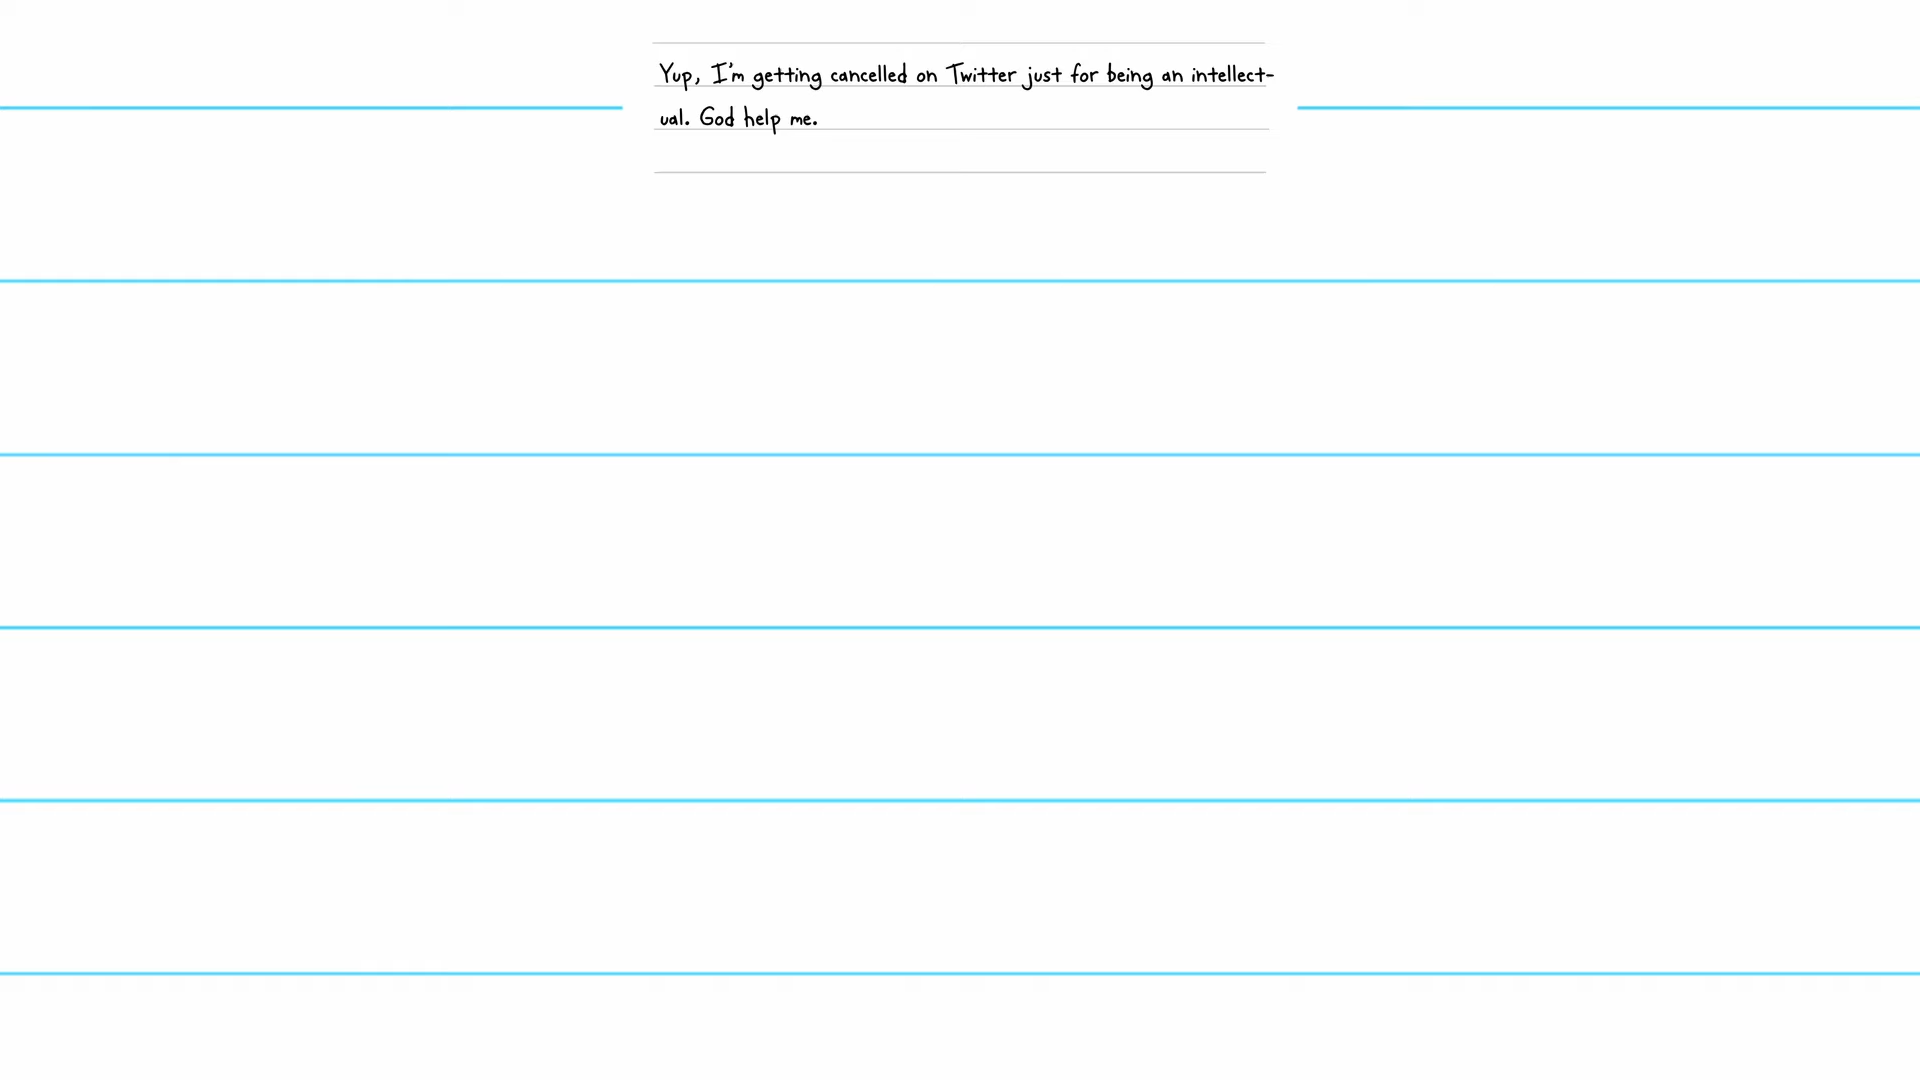 Yup, I'm getting cancelled on Twitter just for being an intellect-
ual. God help me.